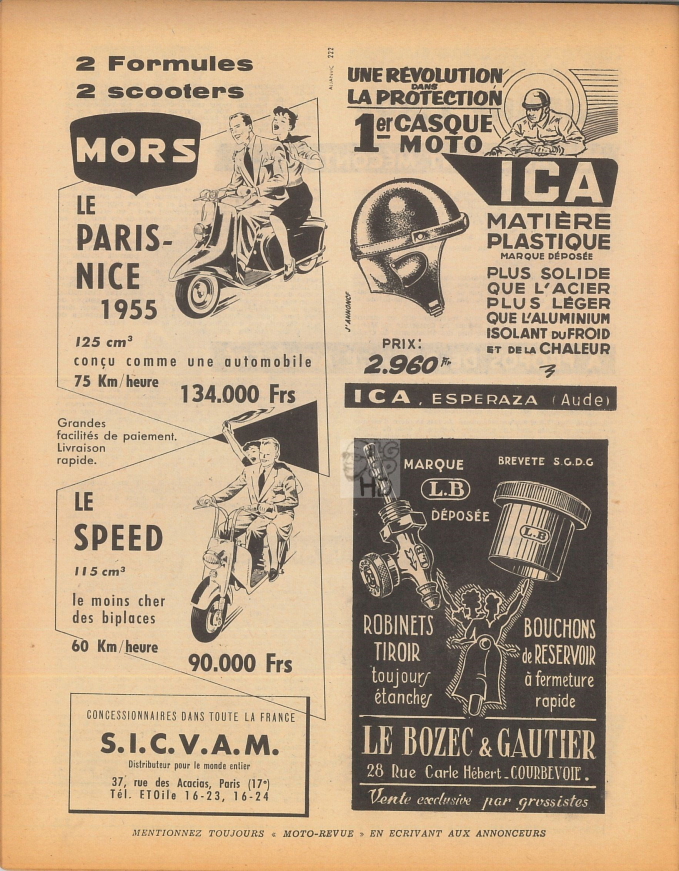 2 Formules
2 scooters
MORS
LE
PARIS-
NICE
1955
125 cm³
conçu comme une automobile
75 Km/heure
134.000 Frs
Grandes
facilités de paiement.
Livraison
rapide.
LE
SPEED
115 cm³
le moins cher
des biplaces
60 Km/heure
90.000 Frs
CONCESSIONNAIRES DANS TOUTE LA FRANCE
S.I.C.V.A.M.
Distributeur pour le monde entier
37, rue des Acacias, Paris (17e)
Tél. ETOile 16-23, 16-24
222
UNE RÉVOLUTION
DANS
LA PROTECTION
1er CASQUE
MOTO
ICA
MATIÈRE
PLASTIQUE
MARQUE DÉPOSÉE
PLUS SOLIDE
QUE L'ACIER
PLUS LÉGER
QUE L'ALUMINIUM
ISOLANT DU FROID
ET DE LA CHALEUR
J'ANNONCE
PRIX:
2.960 Fr
ICA, ESPERAZA (Aude)
MARQUE
L.B
DÉPOSÉE
BREVETE S.G.D.G
L.B
ROBINETS
TIROIR
toujours
étanches
BOUCHONS
de RESERVOIR
à fermeture
rapide
LE BOZEC & GAUTIER
28 Rue Carle Hébert - COURBEVOIE.
Vente exclusive par grossistes
MENTIONNEZ TOUJOURS « MOTO-REVUE » EN ECRIVANT AUX ANNONCEURS